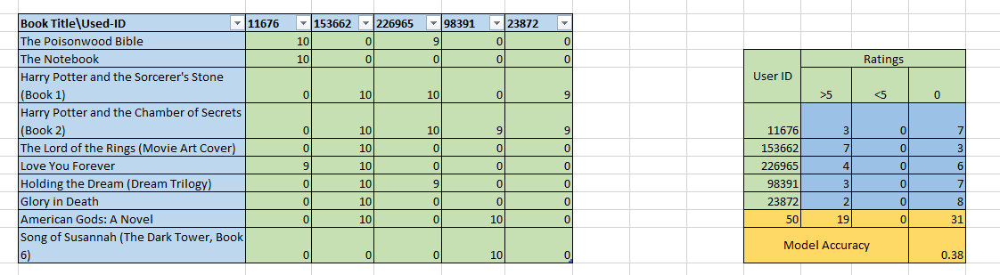 Book Title\Used-ID 11676 153662 226965 98391 23872
The Poisonwood Bible 10 0 9 0 0
The Notebook 10 0 0 0 0
Harry Potter and the Sorcerer's Stone
(Book 1) 0 10 10 0 9
Harry Potter and the Chamber of Secrets
(Book 2) 0 10 10 9 9
The Lord of the Rings (Movie Art Cover) 0 10 0 0 0
Love You Forever 9 10 0 0 0
Holding the Dream (Dream Trilogy) 0 10 9 0 0
Glory in Death 0 10 0 0 0
American Gods: A Novel 0 10 0 10 0
Song of Susannah (The Dark Tower, Book
6) 0 0 0 10 0
User ID Ratings
>5 <5 0
11676 3 0 7
153662 7 0 3
226965 4 0 6
98391 3 0 7
23872 2 0 8
50 19 0 31
Model Accuracy 0.38